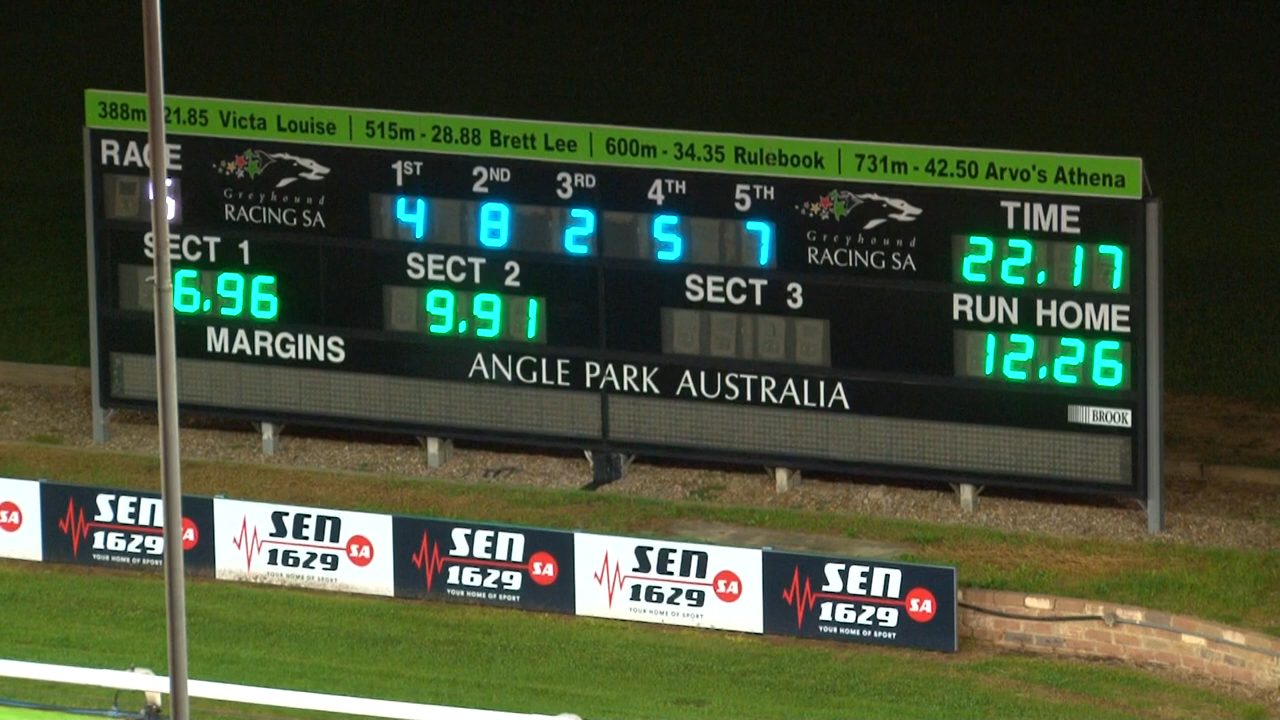 388m 21.85 Victa Louise | 515m - 28.88 Brett Lee | 600m - 34.35 Rulebook | 731m - 42.50 Arvo's Athena
RACE
Greyhound
RACING SA
1ST 2ND 3RD 4TH 5TH
4 8 2 5 7
Greyhound
RACING SA
TIME
22.17
SECT 1
6.96
SECT 2
9.91
SECT 3
RUN HOME
12.26
MARGINS
ANGLE PARK AUSTRALIA
BROOK
SA
SEN
1629
SA
YOUR HOME OF SPORT
SEN
1629
SA
YOUR HOME OF SPORT
SEN
1629
SA
YOUR HOME OF SPORT
SEN
1629
SA
YOUR HOME OF SPORT
SEN
1629
SA
YOUR HOME OF SPORT